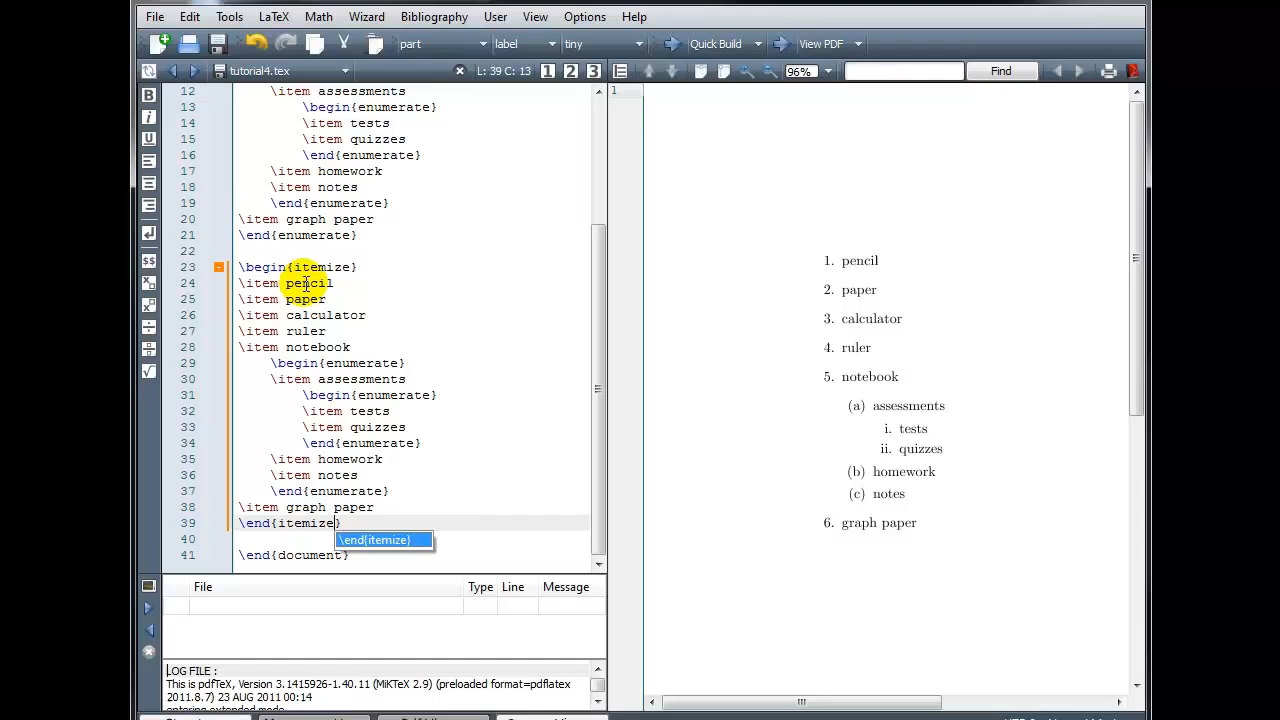 File Edit Tools LaTeX Math Wizard Bibliography User View Options Help
part label tiny Quick Build View PDF
tutorial4.tex L: 39 C: 13 1 2 3 96% Find
12 \item assessments
13 \begin{enumerate}
14 \item tests
15 \item quizzes
16 \end{enumerate}
17 \item homework
18 \item notes
19 \end{enumerate}
20 \item graph paper
21 \end{enumerate}
22
23 \begin{itemize}
24 \item pencil
25 \item paper
26 \item calculator
27 \item ruler
28 \item notebook
29 \begin{enumerate}
30 \item assessments
31 \begin{enumerate}
32 \item tests
33 \item quizzes
34 \end{enumerate}
35 \item homework
36 \item notes
37 \end{enumerate}
38 \item graph paper
39 \end{itemize}
\end{itemize}
40
41 \end{document}
1
1. pencil
2. paper
3. calculator
4. ruler
5. notebook
(a) assessments
i. tests
ii. quizzes
(b) homework
(c) notes
6. graph paper
File Type Line Message
LOG FILE :
This is pdfTeX, Version 3.1415926-1.40.11 (MiKTeX 2.9) (preloaded format=pdflatex
2011.8.7) 23 AUG 2011 00:14
entering extended mode